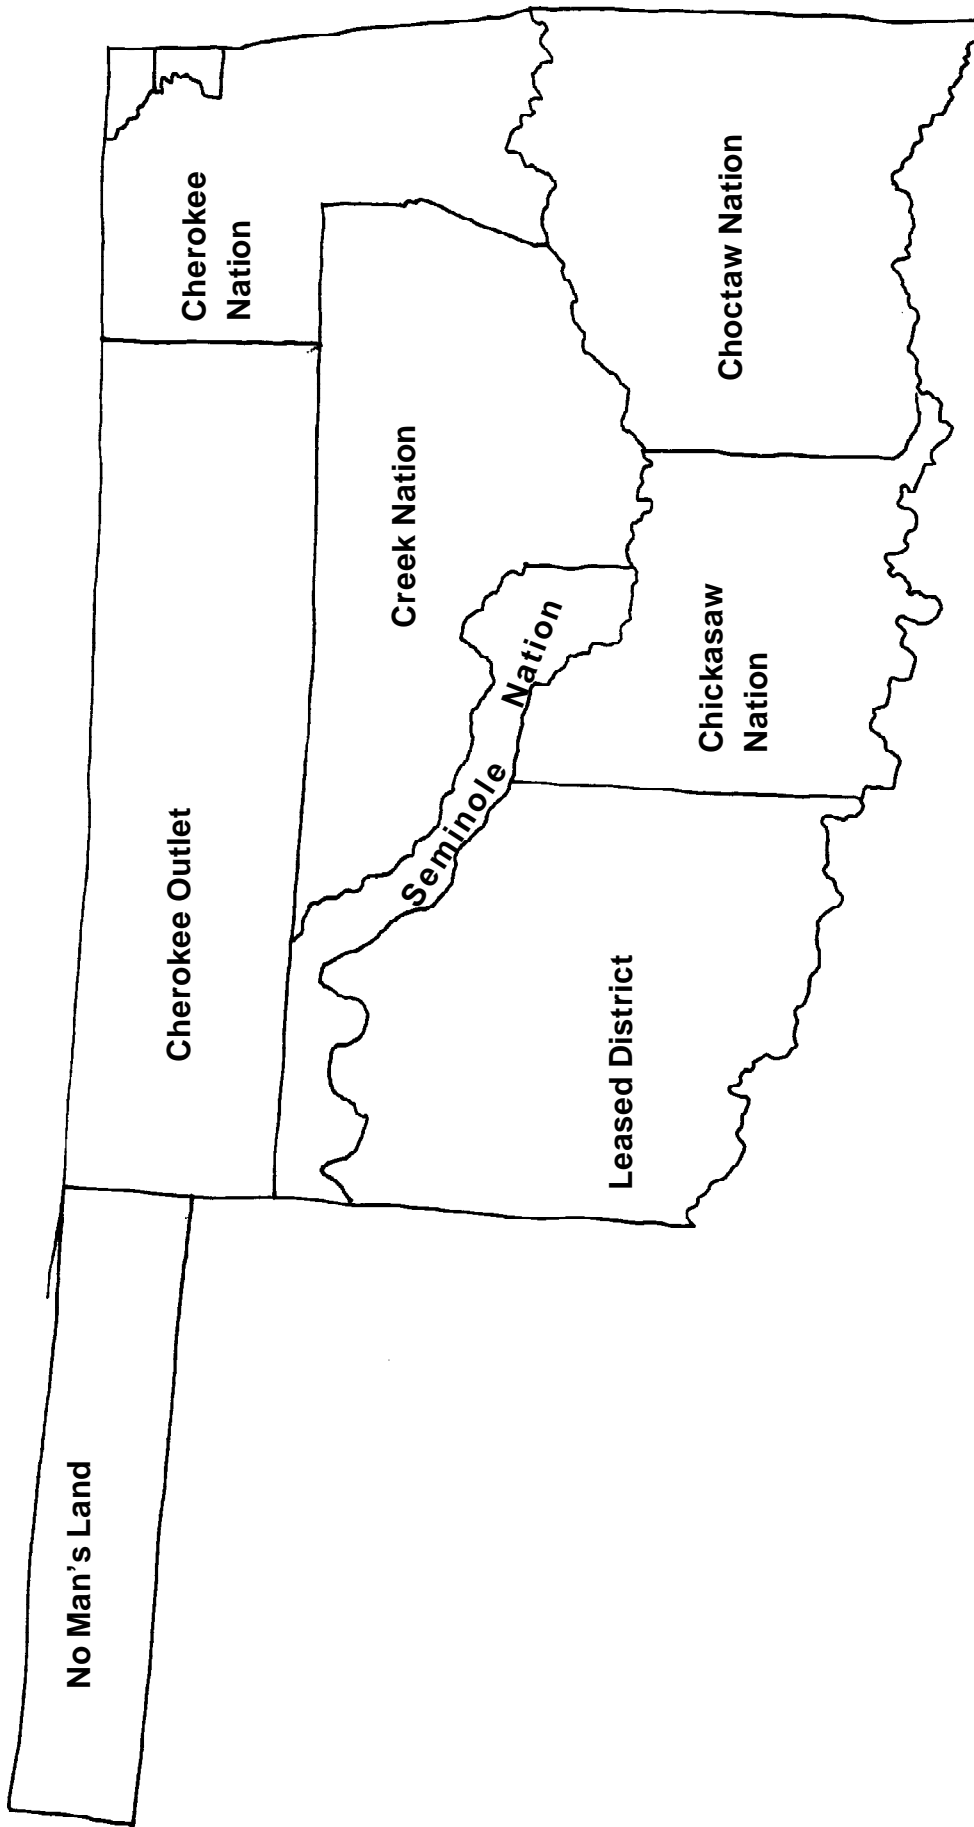 No Man's Land
Cherokee Outlet
Cherokee
Nation
Creek Nation
Seminole Nation
Leased District
Chickasaw
Nation
Choctaw Nation